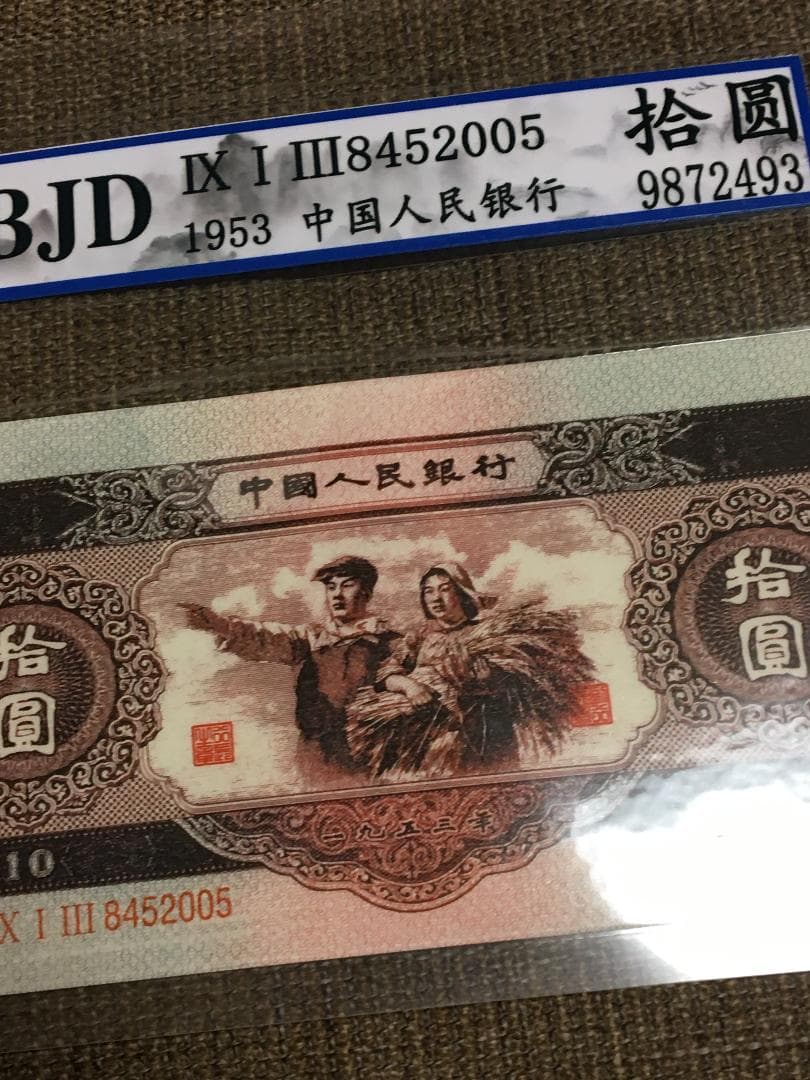 BJD
IX I III8452005
拾圆
1953 中国人民银行
9872493
中國人民銀行
拾圓
拾圓
一九五三年
10
IX I III 8452005